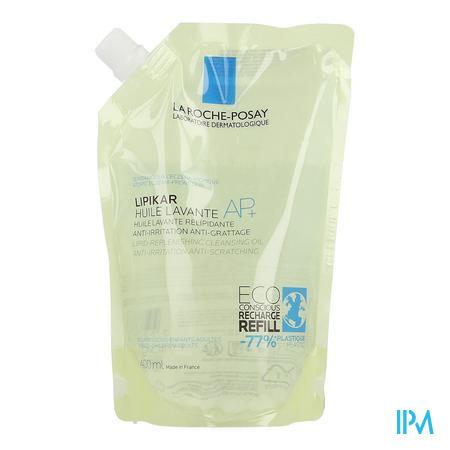 LA ROCHE-POSAY
LABORATOIRE DERMATOLOGIQUE
LIPIKAR
HUILE LAVANTE AP+
HUILE LAVANTE RELIPIDANTE
ANTI-IRRITATION ANTI-GRATTAGE
LIPID-REPLENISHING CLEANSING OIL
ANTI-IRRITATION ANTI-SCRATCHING
ECO
CONSCIOUS
RECHARGE
REFILL
-77% PLASTIQUE
PLASTIC
400 ml Made in France
IPM